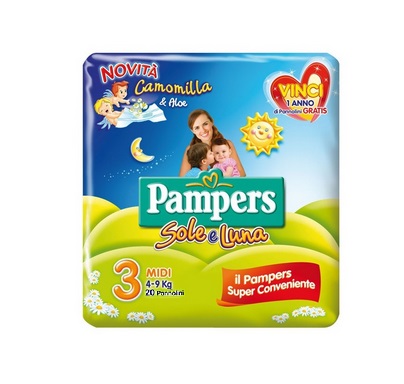 NOVITÀ
Camomilla
& Aloe
VINCI
1 ANNO
di Pannolini GRATIS
Pampers
Sole e Luna
3 MIDI
4-9 Kg
20 Pannolini
il Pampers
Super Conveniente